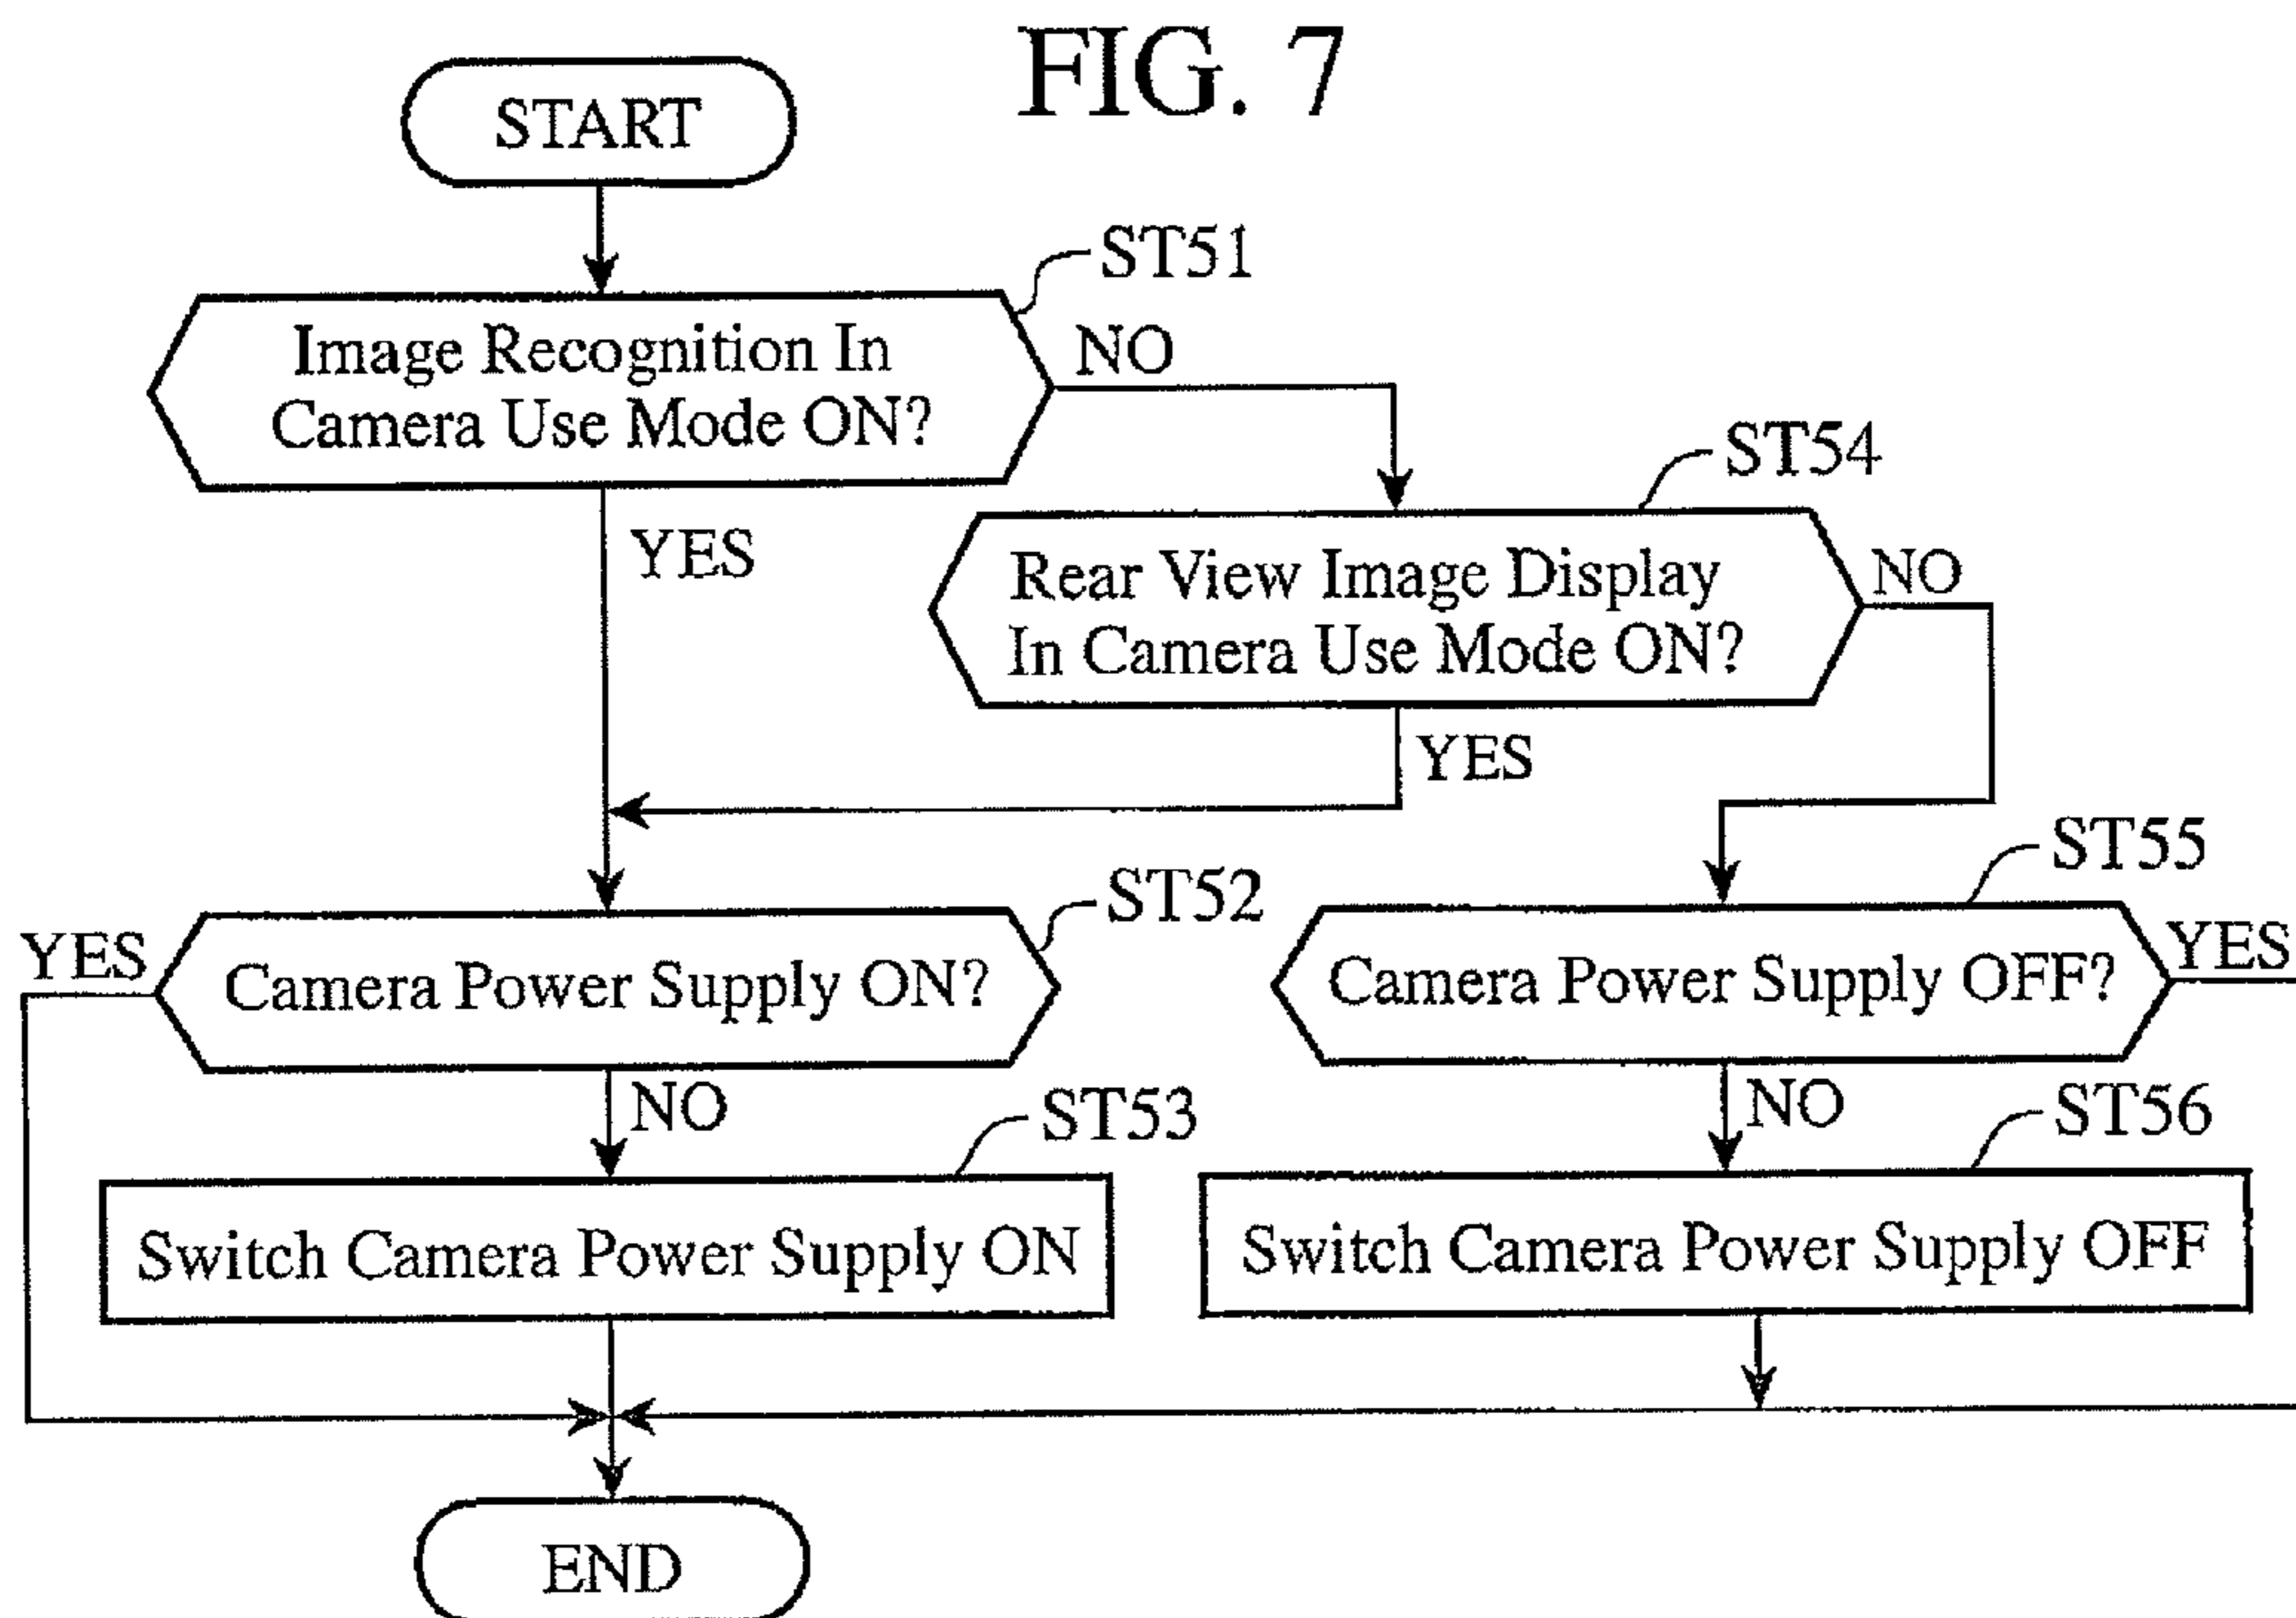 FIG. 7
START
ST51
Image Recognition In
Camera Use Mode ON?
NO
YES
ST54
Rear View Image Display
In Camera Use Mode ON?
NO
YES
ST52
YES
Camera Power Supply ON?
NO
ST55
Camera Power Supply OFF?
YES
NO
ST53
Switch Camera Power Supply ON
ST56
Switch Camera Power Supply OFF
END